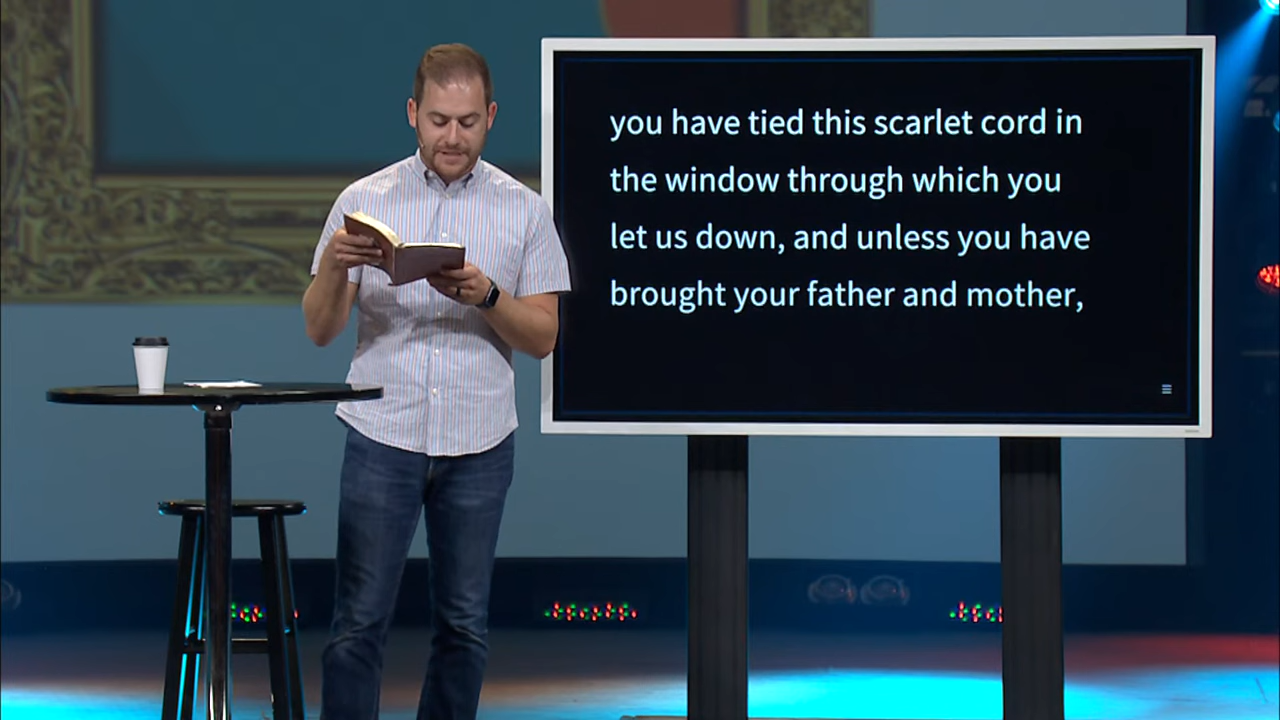 you have tied this scarlet cord in
the window through which you
let us down, and unless you have
brought your father and mother,